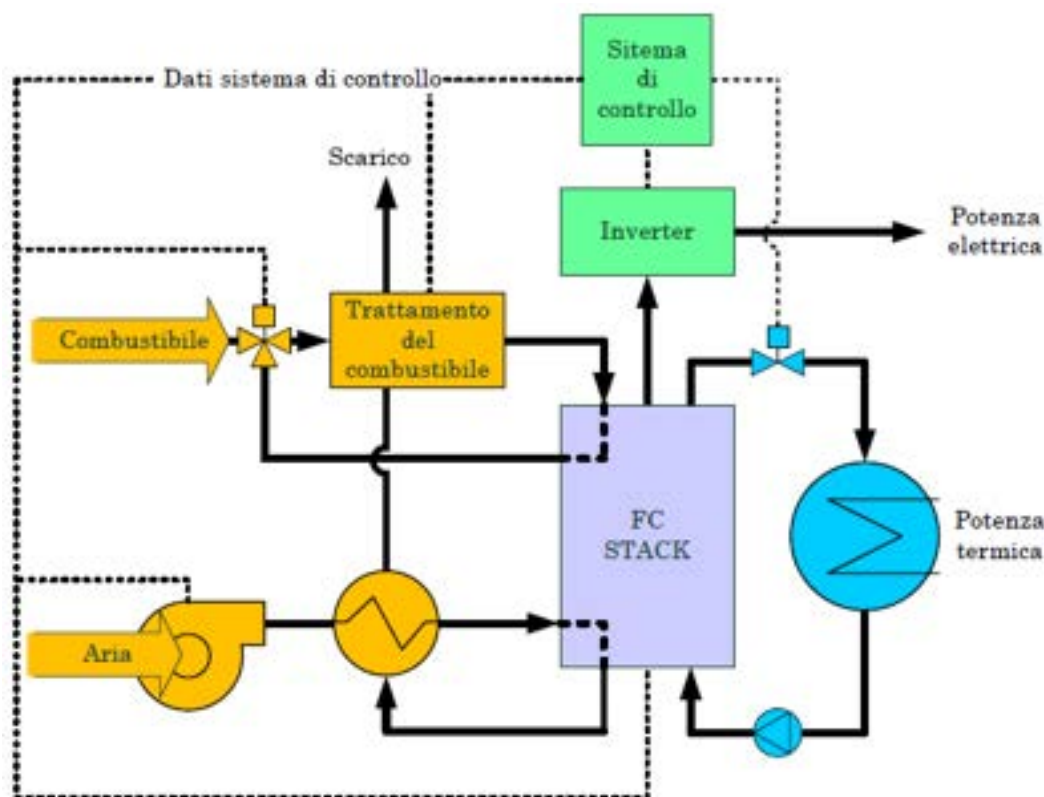 Sitema
di
controllo
Dati sistema di controllo
Scarico
Inverter
Potenza
elettrica
Combustibile
Trattamento
del
combustibile
FC
STACK
Potenza
termica
Aria